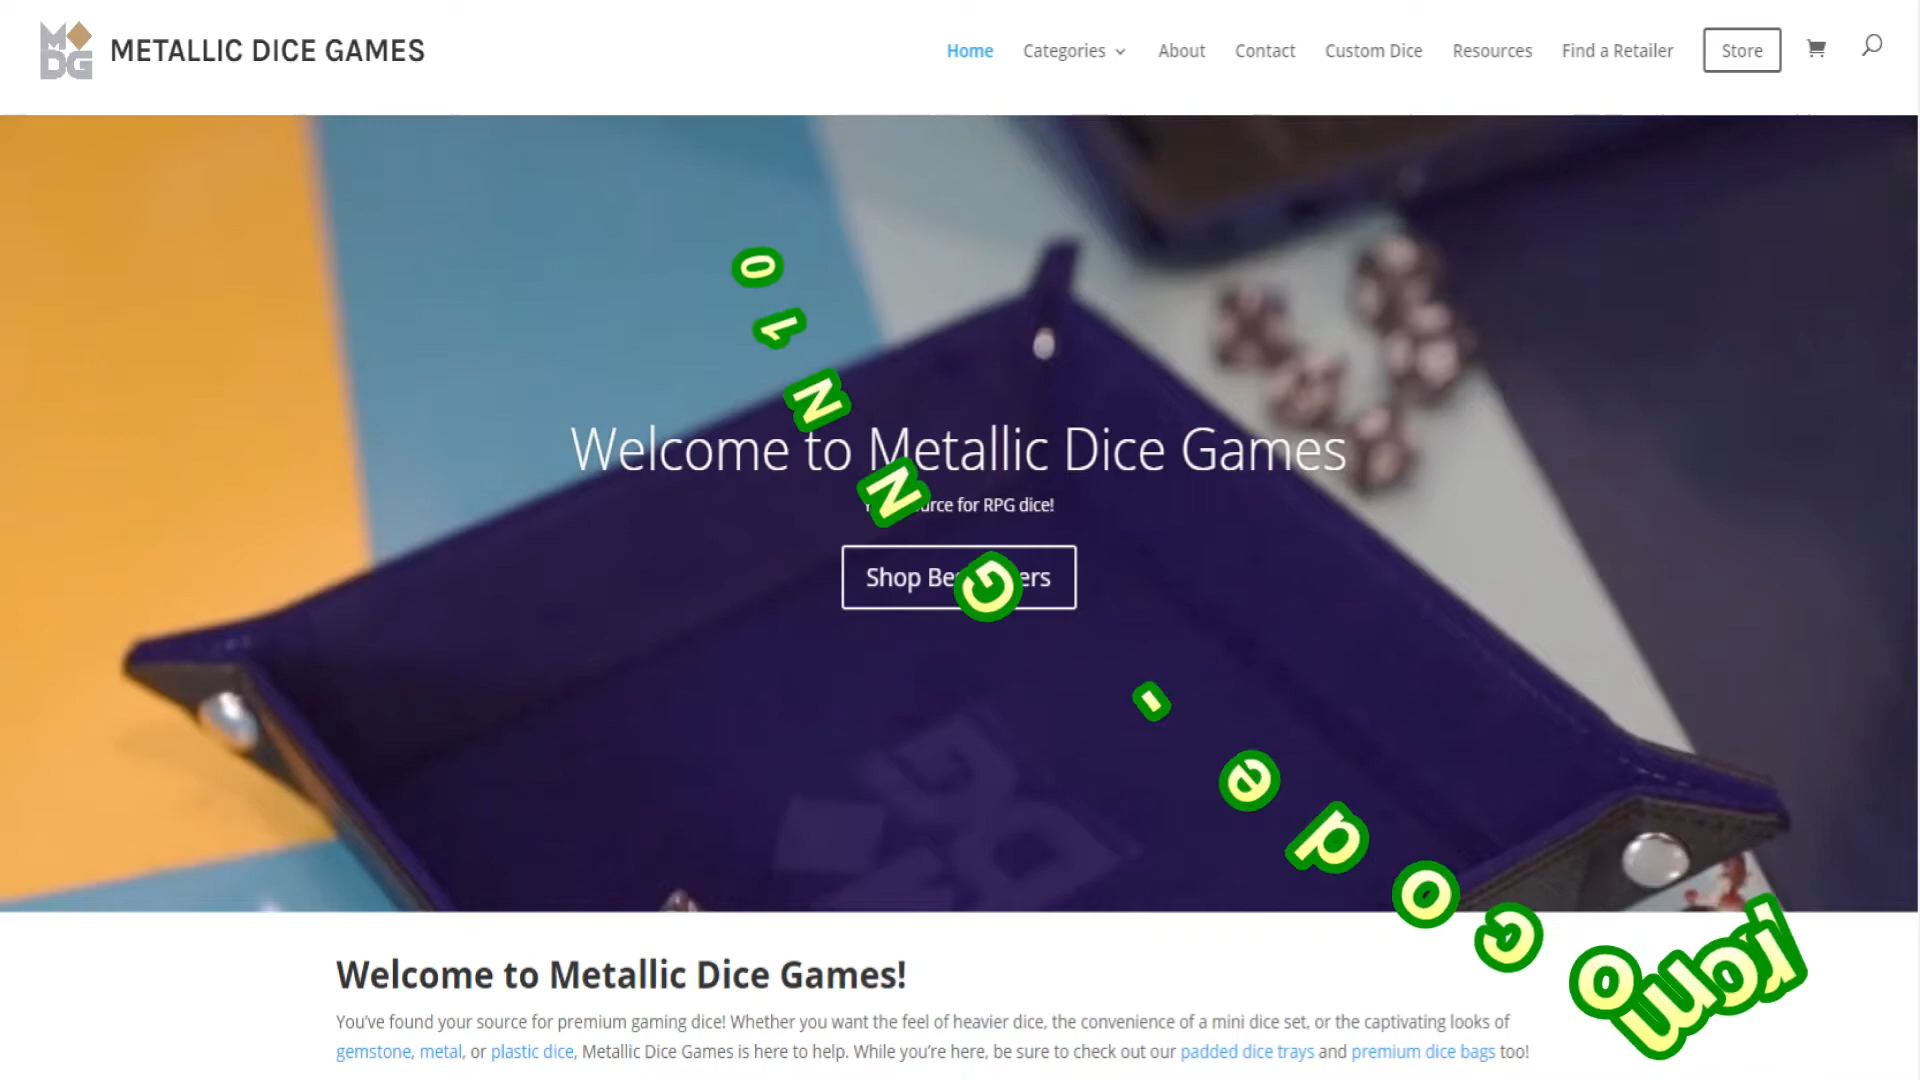 METALLIC DICE GAMES
Home Categories About Contact Custom Dice Resources Find a Retailer Store
Welcome to Metallic Dice Games
for RPG dice!
Shop
romo code -
Welcome to Metallic Dice Games!
You've found your source for premium gaming dice! Whether you want the feel of heavier dice, the convenience of a mini dice set, or the captivating looks of
gemstone, metal, or plastic dice, Metallic Dice Games is here to help. While you're here, be sure to check out our padded dice trays and premium dice bags too!